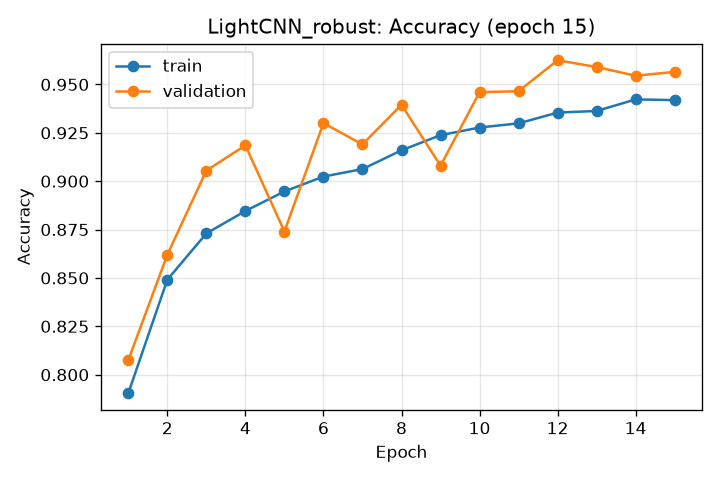 LightCNN_robust: Accuracy (epoch 15)
train
validation
0.950
0.925
0.900
0.875
0.850
0.825
0.800
Accuracy
2 4 6 8 10 12 14
Epoch